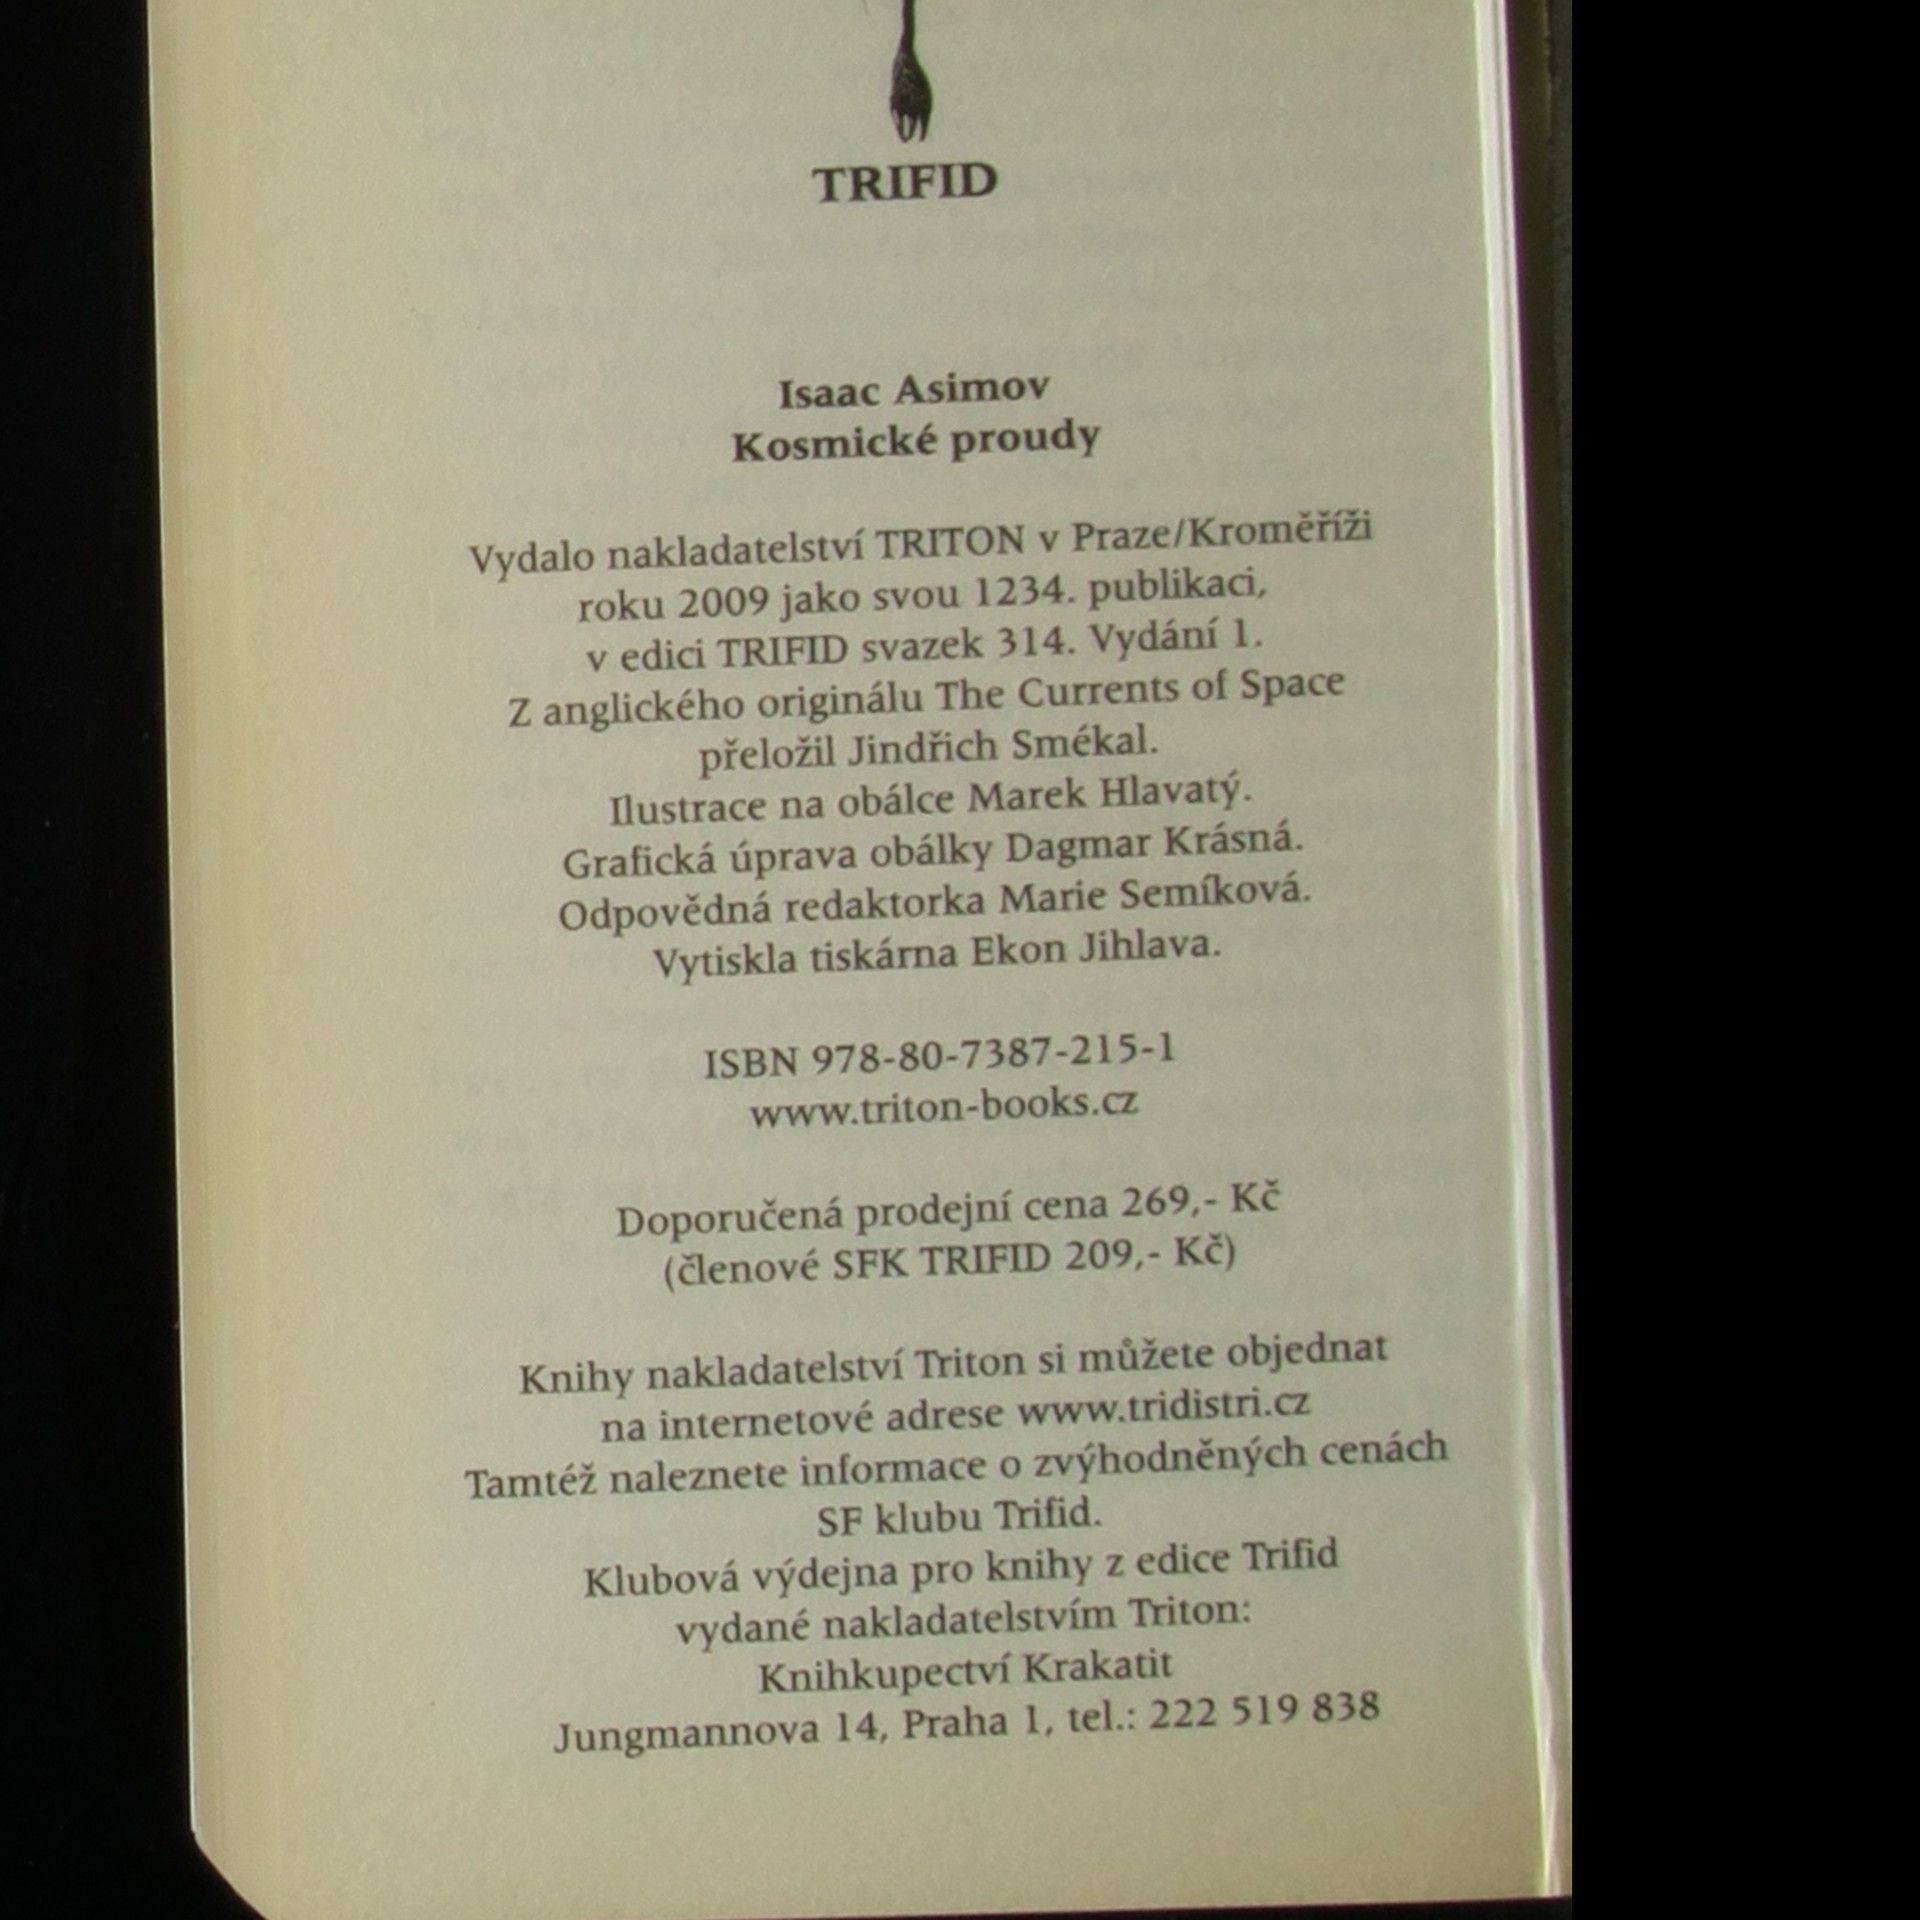 TRIFID
Isaac Asimov
Kosmické proudy
Vydalo nakladatelství TRITON v Praze/Kroměříži
roku 2009 jako svou 1234. publikaci,
v edici TRIFID svazek 314. Vydání 1.
Z anglického originálu The Currents of Space
přeložil Jindřich Smékal.
Ilustrace na obálce Marek Hlavatý.
Grafická úprava obálky Dagmar Krásná.
Odpovědná redaktorka Marie Semíková.
Vytiskla tiskárna Ekon Jihlava.
ISBN 978-80-7387-215-1
www.triton-books.cz
Doporučená prodejní cena 269,- Kč
(členové SFK TRIFID 209,- Kč)
Knihy nakladatelství Triton si můžete objednat
na internetové adrese www.tridistri.cz
Tamtéž naleznete informace o zvýhodněných cenách
SF klubu Trifid.
Klubová výdejna pro knihy z edice Trifid
vydané nakladatelstvím Triton:
Knihkupectví Krakatit
Jungmannova 14, Praha 1, tel.: 222 519 838